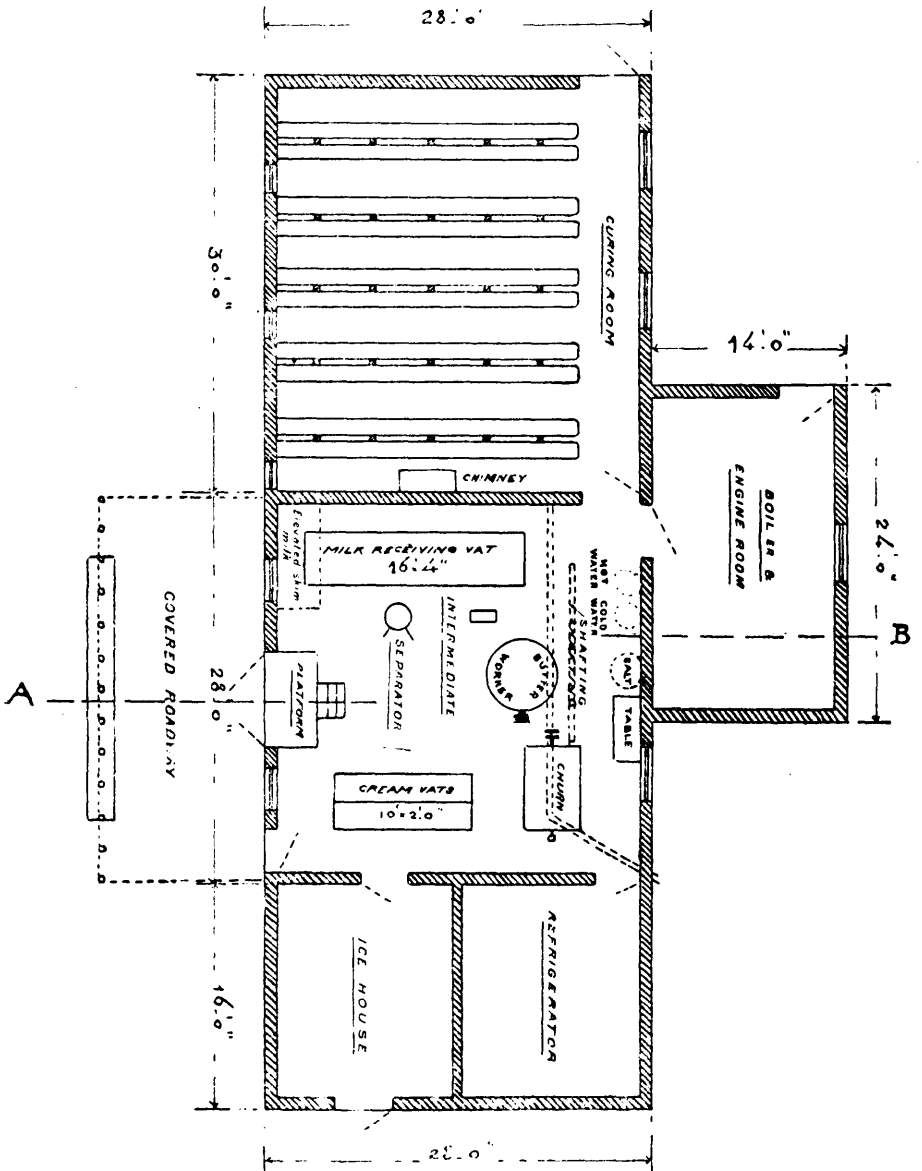 28'.0"
30'.0"
CURING ROOM
14'.0"
CHIMNEY
BOILER &
ENGINE ROOM
24'.0"
Elevated skim
milk
MILK RECEIVING VAT
16'.4"
HOT WATER
COLD WATER
COVERED ROADWAY
28'.0"
PLATFORM
SEPARATOR
INTERMEDIATE
BUTTER
WORKER
SHAFTING
SALT
TABLE
A
B
CREAM VATS
10'×2'.0"
CHURN
ICE HOUSE
REFRIGERATOR
16'.0"
28'.0"